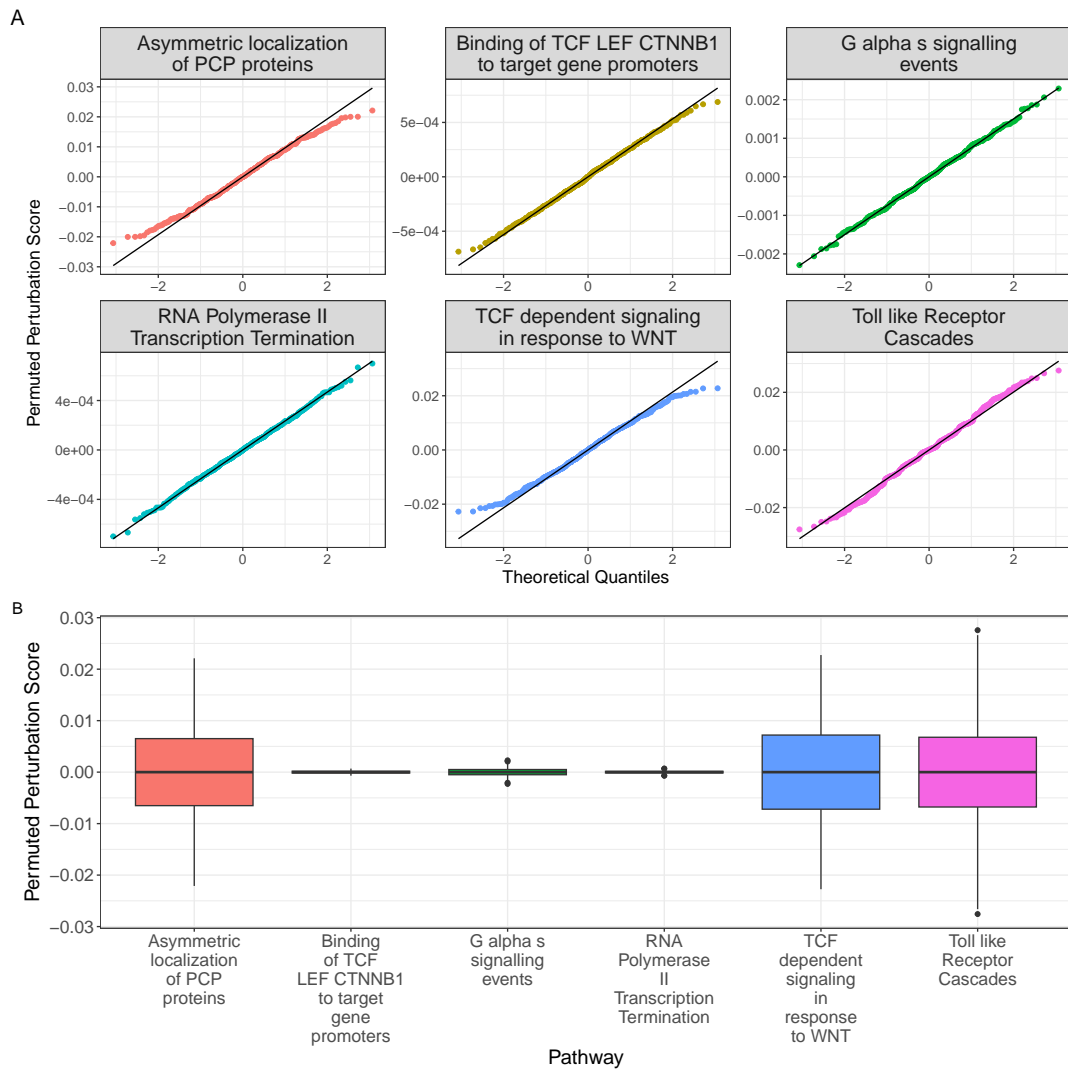 A
Asymmetric localization
of PCP proteins
Binding of TCF LEF CTNNB1
to target gene promoters
G alpha s signalling
events
0.03
0.02
0.01
0.00
−0.01
−0.02
−0.03
5e−04
0e+00
−5e−04
0.002
0.001
0.000
−0.001
−0.002
−2
0
2
−2
0
2
−2
0
2
Permuted Perturbation Score
RNA Polymerase II
Transcription Termination
TCF dependent signaling
in response to WNT
Toll like Receptor
Cascades
4e−04
0e+00
−4e−04
0.02
0.00
−0.02
0.02
0.00
−0.02
−2
0
2
−2
0
2
−2
0
2
Theoretical Quantiles
B
Permuted Perturbation Score
0.03
0.02
0.01
0.00
−0.01
−0.02
−0.03
Asymmetric
localization
of PCP
proteins
Binding
of TCF
LEF CTNNB1
to target
gene
promoters
G alpha s
signalling
events
RNA
Polymerase
II
Transcription
Termination
TCF
dependent
signaling
in
response
to WNT
Toll like
Receptor
Cascades
Pathway